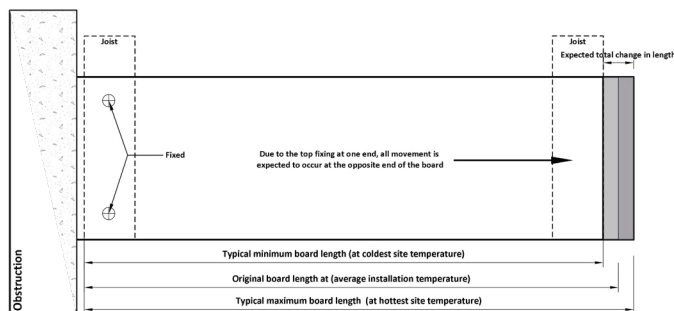 Joist
Joist
Expected total change in length
Fixed
Due to the top fixing at one end, all movement is
expected to occur at the opposite end of the board
Typical minimum board length (at coldest site temperature)
Original board length at (average installation temperature)
Typical maximum board length (at hottest site temperature)
Obstruction